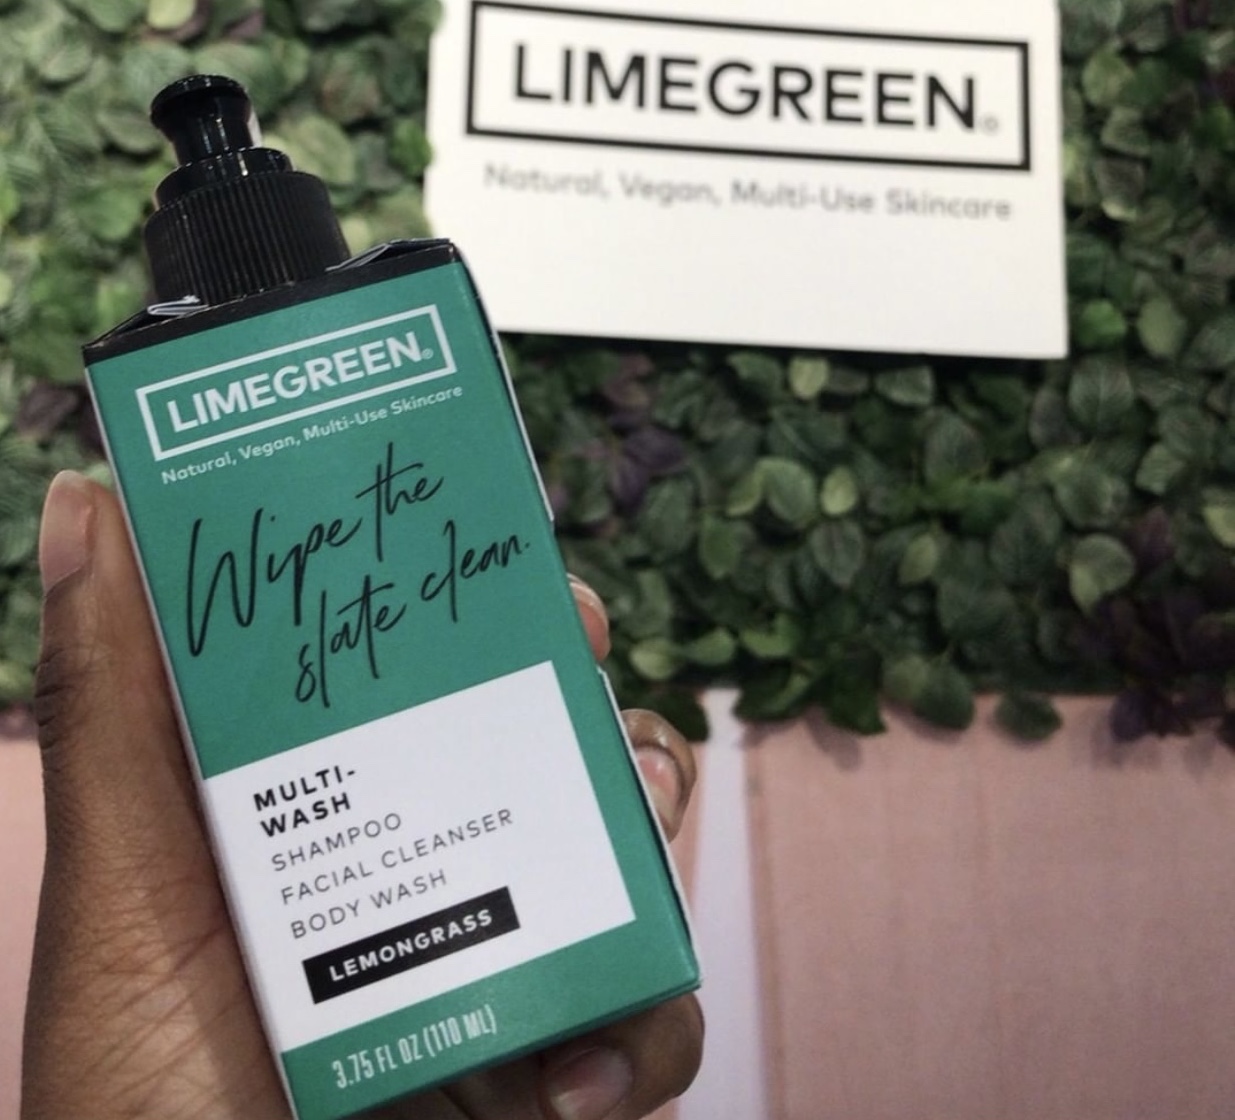 LIMEGREEN®
Natural, Vegan, Multi-Use Skincare
LIMEGREEN®
Natural, Vegan, Multi-Use Skincare
Wipe the
slate clean.
MULTI-
WASH
SHAMPOO
FACIAL CLEANSER
BODY WASH
LEMONGRASS
3.75 FL OZ (110 ML)